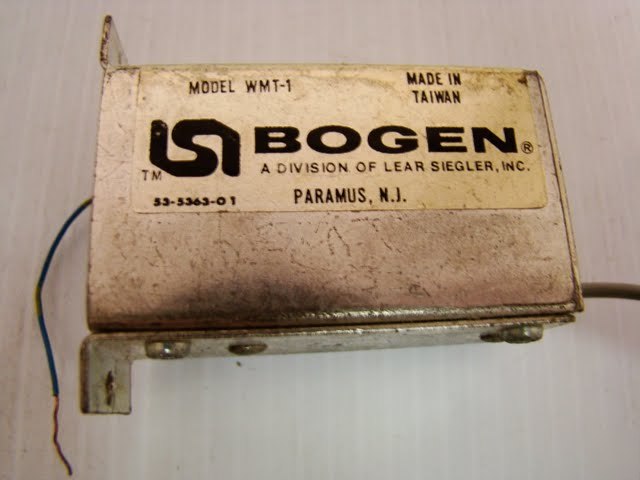 MODEL WMT-1
MADE IN
TAIWAN
BOGEN®
TM
A DIVISION OF LEAR SIEGLER, INC.
53-5363-01
PARAMUS, N.J.